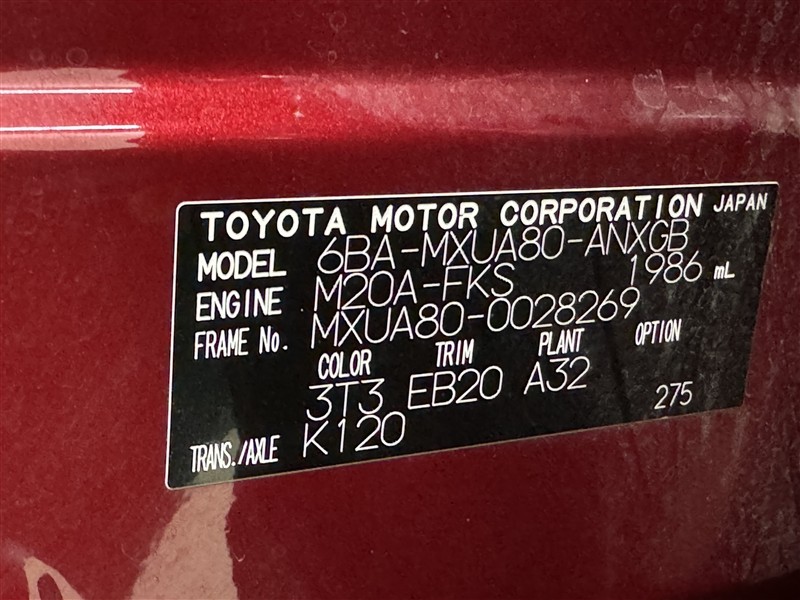 TOYOTA MOTOR CORPORATION JAPAN
MODEL 6BA-MXUA80-ANXGB
ENGINE M20A-FKS 1986 mL
FRAME No. MXUA80-0028269
COLOR TRIM PLANT OPTION
3T3 EB20 A32
275
TRANS./AXLE K120